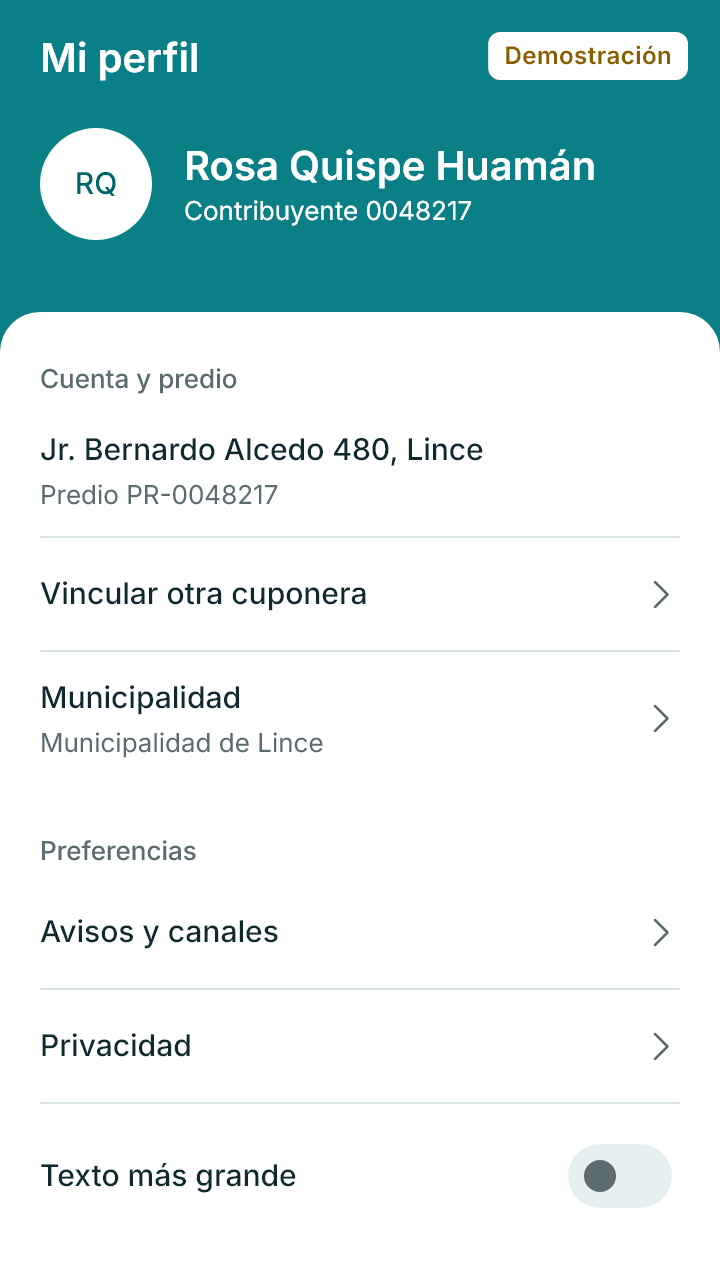 Mi perfil
Demostración
RQ
Rosa Quispe Huamán
Contribuyente 0048217
Cuenta y predio
Jr. Bernardo Alcedo 480, Lince
Predio PR-0048217
Vincular otra cuponera
Municipalidad
Municipalidad de Lince
Preferencias
Avisos y canales
Privacidad
Texto más grande